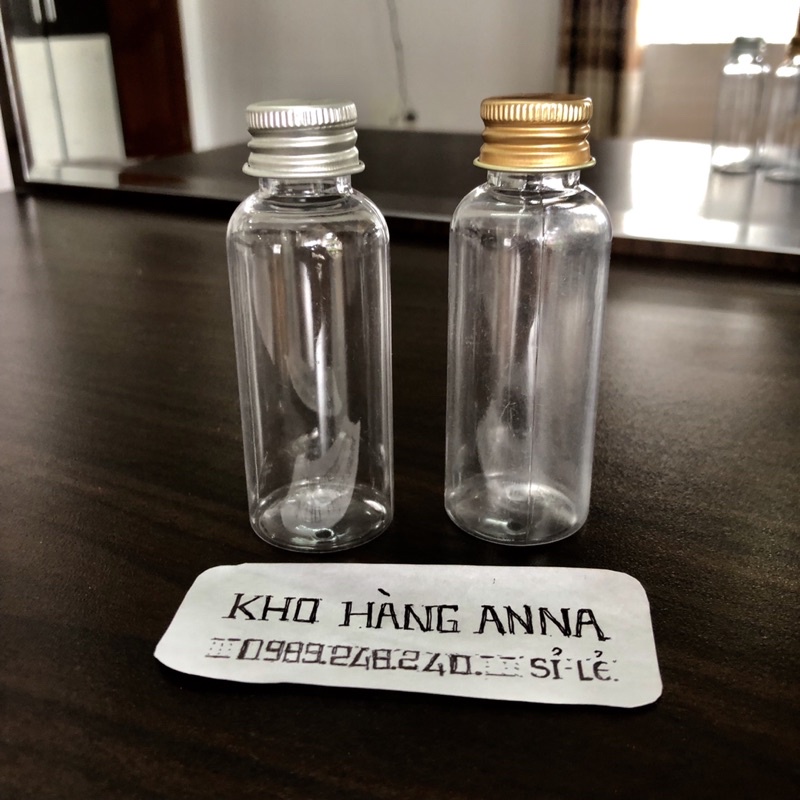 KHO HÀNG ANNA
0989.248.240. SỈ-LẺ.